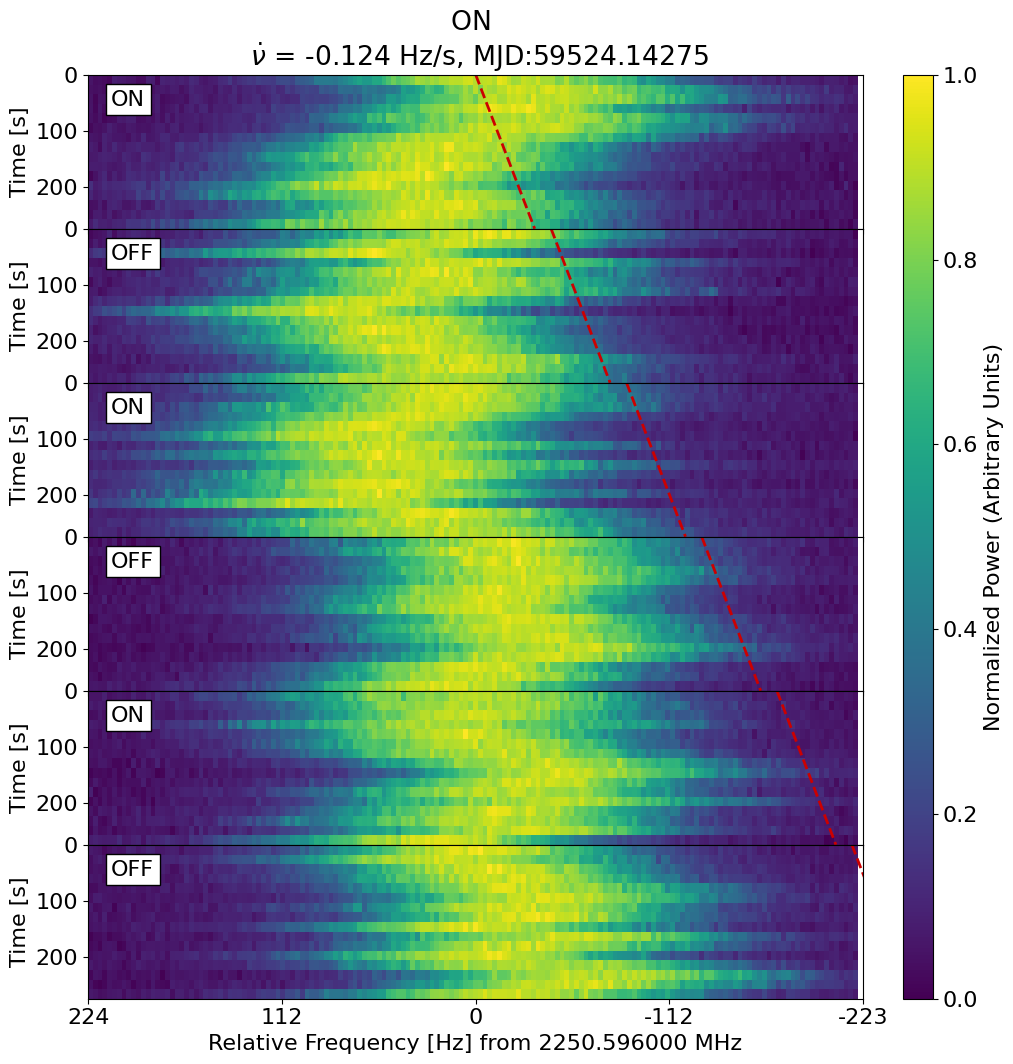 ON
ν̇ = -0.124 Hz/s, MJD:59524.14275
0
ON
100
Time [s]
200
0
OFF
100
Time [s]
200
0
ON
100
Time [s]
200
0
OFF
100
Time [s]
200
0
ON
100
Time [s]
200
0
OFF
100
Time [s]
200
224 112 0 -112 -223
Relative Frequency [Hz] from 2250.596000 MHz
1.0
0.8
0.6
0.4
0.2
0.0
Normalized Power (Arbitrary Units)